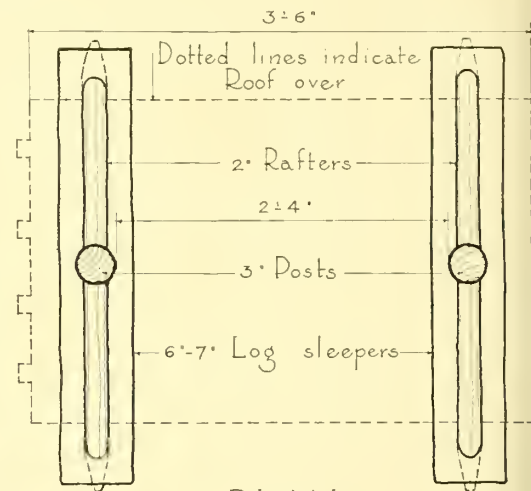 3'-6"
Dotted lines indicate
Roof over
2" Rafters
2'-4"
3" Posts
6"-7" Log sleepers